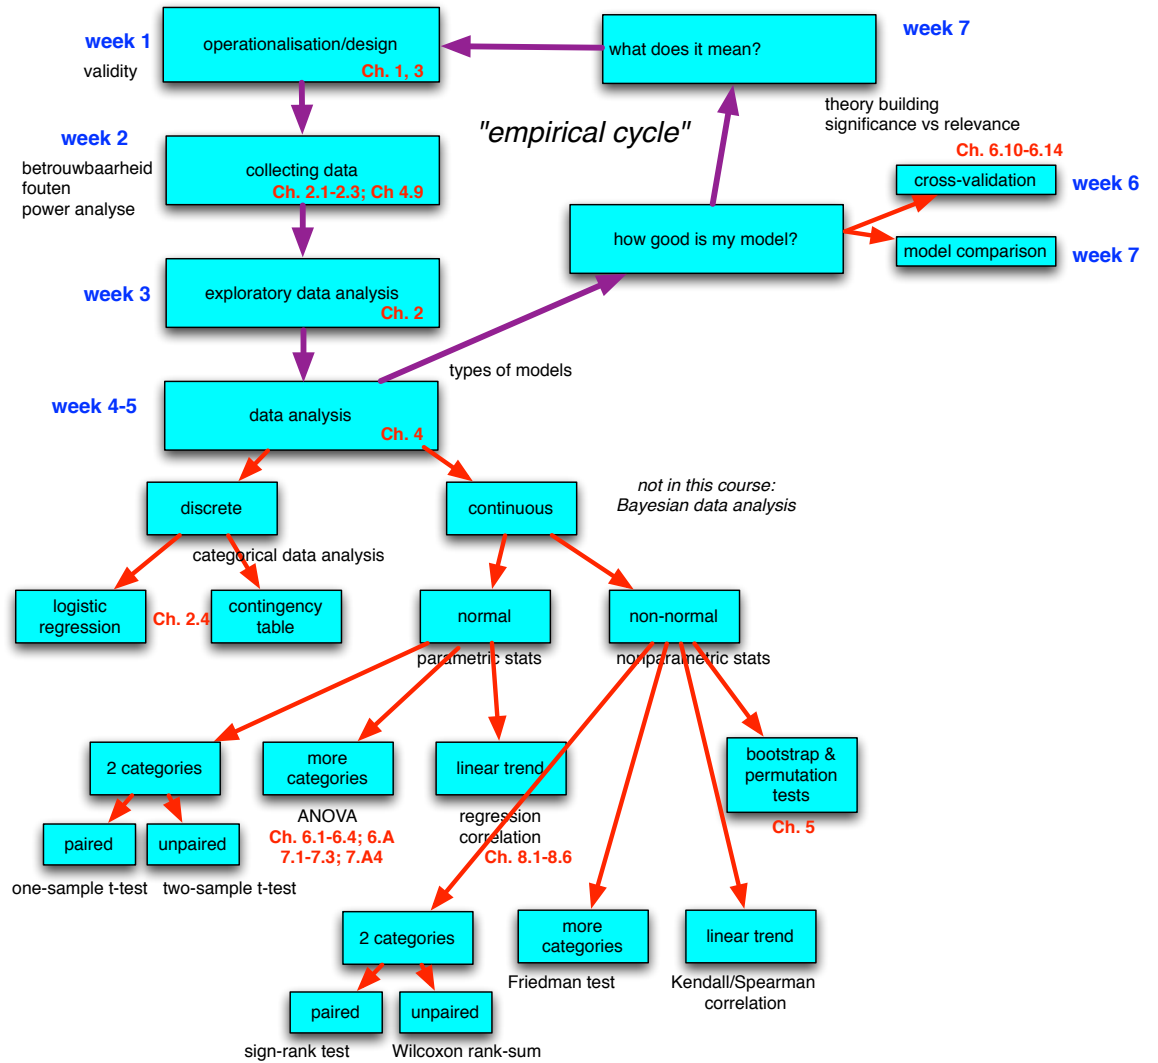 week 1
operationalisation/design
Ch. 1, 3
validity
what does it mean?
week 7
theory building
significance vs relevance
"empirical cycle"
week 2
betrouwbaarheid
fouten
power analyse
collecting data
Ch. 2.1-2.3; Ch 4.9
Ch. 6.10-6.14
cross-validation
week 6
how good is my model?
model comparison
week 7
week 3
exploratory data analysis
Ch. 2
types of models
week 4-5
data analysis
Ch. 4
discrete
continuous
not in this course:
Bayesian data analysis
categorical data analysis
logistic
regression
Ch. 2.4
contingency
table
normal
parametric stats
non-normal
nonparametric stats
2 categories
more
categories
linear trend
bootstrap &
permutation
tests
Ch. 5
ANOVA
Ch. 6.1-6.4; 6.A
7.1-7.3; 7.A4
regression
correlation
Ch. 8.1-8.6
paired
unpaired
one-sample t-test
two-sample t-test
2 categories
more
categories
linear trend
Friedman test
Kendall/Spearman
correlation
paired
unpaired
sign-rank test
Wilcoxon rank-sum